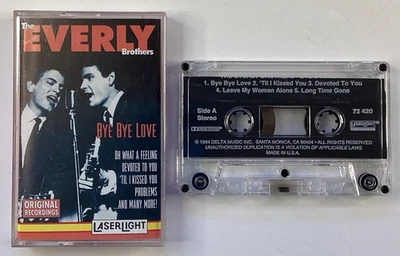 The
EVERLY
Brothers
BYE BYE LOVE
OH WHAT A FEELING
DEVOTED TO YOU
'TIL I KISSED YOU
PROBLEMS
...AND MANY MORE!
ORIGINAL
RECORDINGS
LASERLIGHT
1. Bye Bye Love 2. 'Til I Kissed You 3. Devoted To You
4. Leave My Woman Alone 5. Long Time Gone
Side A
Stereo
72 420
© 1994 DELTA MUSIC INC. SANTA MONICA, CA 90404 • ALL RIGHTS RESERVED
UNAUTHORIZED DUPLICATION IS A VIOLATION OF APPLICABLE LAWS
MADE IN U.S.A.